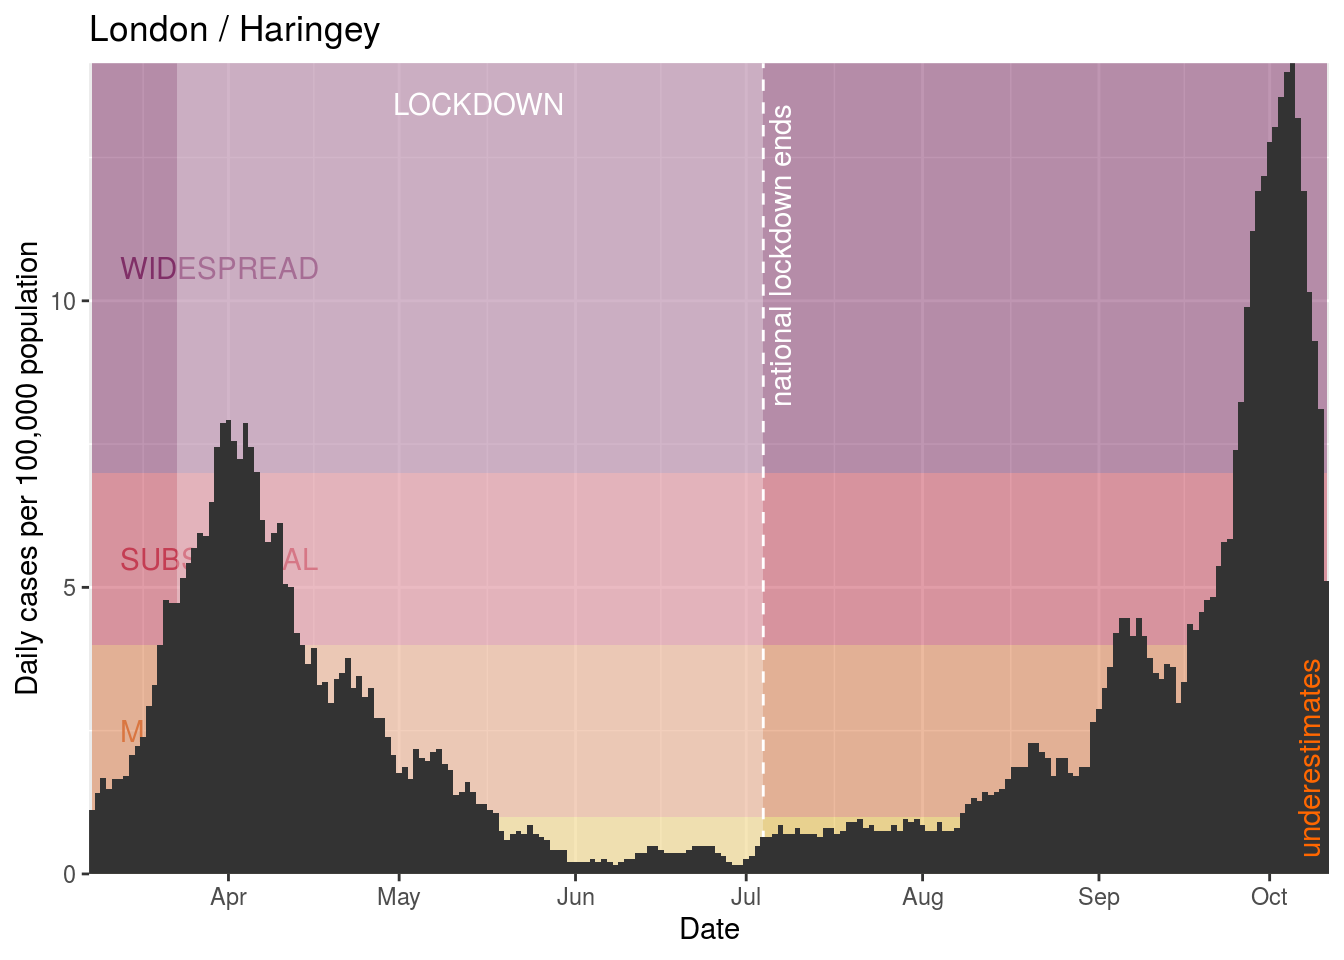 London / Haringey
LOCKDOWN
national lockdown ends
WIDESPREAD
10
5
M
0
underestimates
Daily cases per 100,000 population
Apr May Jun Jul Aug Sep Oct
Date